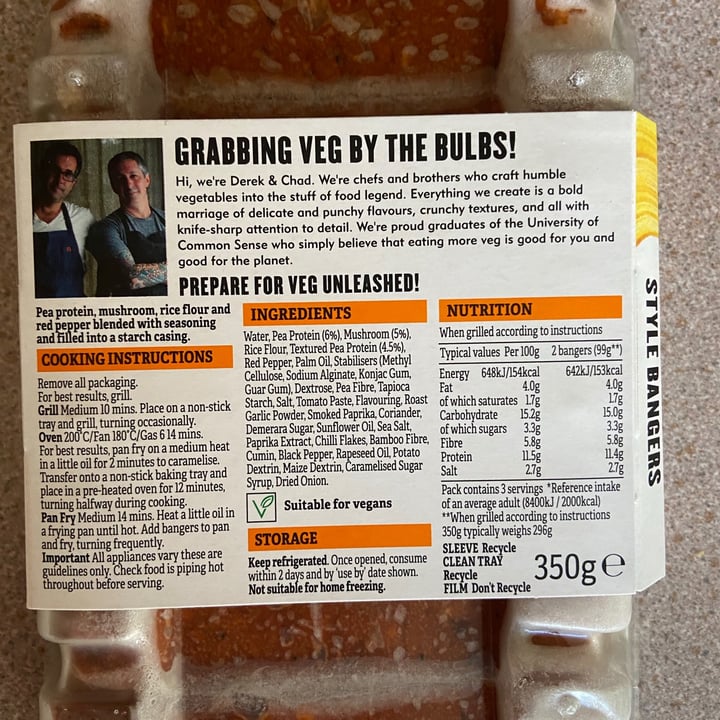 GRABBING VEG BY THE BULBS!
Hi, we're Derek & Chad. We're chefs and brothers who craft humble
vegetables into the stuff of food legend. Everything we create is a bold
marriage of delicate and punchy flavours, crunchy textures, and all with
knife-sharp attention to detail. We're proud graduates of the University of
Common Sense who simply believe that eating more veg is good for you and
good for the planet.
PREPARE FOR VEG UNLEASHED!
Pea protein, mushroom, rice flour and
red pepper blended with seasoning
and filled into a starch casing.
COOKING INSTRUCTIONS
Remove all packaging.
For best results, grill.
Grill Medium 10 mins. Place on a non-stick
tray and grill, turning occasionally.
Oven 200°C/Fan 180°C/Gas 6 14 mins.
For best results, pan fry on a medium heat
in a little oil for 2 minutes to caramelise.
Transfer onto a non-stick baking tray and
place in a pre-heated oven for 12 minutes,
turning halfway during cooking.
Pan Fry Medium 14 mins. Heat a little oil in
a frying pan until hot. Add bangers to pan
and fry, turning frequently.
Important All appliances vary these are
guidelines only. Check food is piping hot
throughout before serving.
INGREDIENTS
Water, Pea Protein (6%), Mushroom (5%),
Rice Flour, Textured Pea Protein (4.5%),
Red Pepper, Palm Oil, Stabilisers (Methyl
Cellulose, Sodium Alginate, Konjac Gum,
Guar Gum), Dextrose, Pea Fibre, Tapioca
Starch, Salt, Tomato Paste, Flavouring, Roast
Garlic Powder, Smoked Paprika, Coriander,
Demerara Sugar, Sunflower Oil, Sea Salt,
Paprika Extract, Chilli Flakes, Bamboo Fibre,
Cumin, Black Pepper, Rapeseed Oil, Potato
Dextrin, Maize Dextrin, Caramelised Sugar
Syrup, Dried Onion.
Suitable for vegans
STORAGE
Keep refrigerated. Once opened, consume
within 2 days and by 'use by' date shown.
Not suitable for home freezing.
NUTRITION
When grilled according to instructions
Typical values Per 100g 2 bangers (99g**)
Energy 648kJ/154kcal 642kJ/153kcal
Fat 4.0g 4.0g
of which saturates 1.7g 1.7g
Carbohydrate 15.2g 15.0g
of which sugars 3.3g 3.3g
Fibre 5.8g 5.8g
Protein 11.5g 11.4g
Salt 2.7g 2.7g
Pack contains 3 servings *Reference intake
of an average adult (8400kJ / 2000kcal)
**When grilled according to instructions
350g typically weighs 296g
SLEEVE Recycle
CLEAN TRAY
Recycle
FILM Don't Recycle
350g ℮
STYLE BANGERS